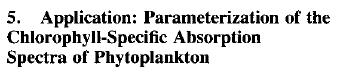 5. Application: Parameterization of the
Chlorophyll-Specific Absorption
Spectra of Phytoplankton